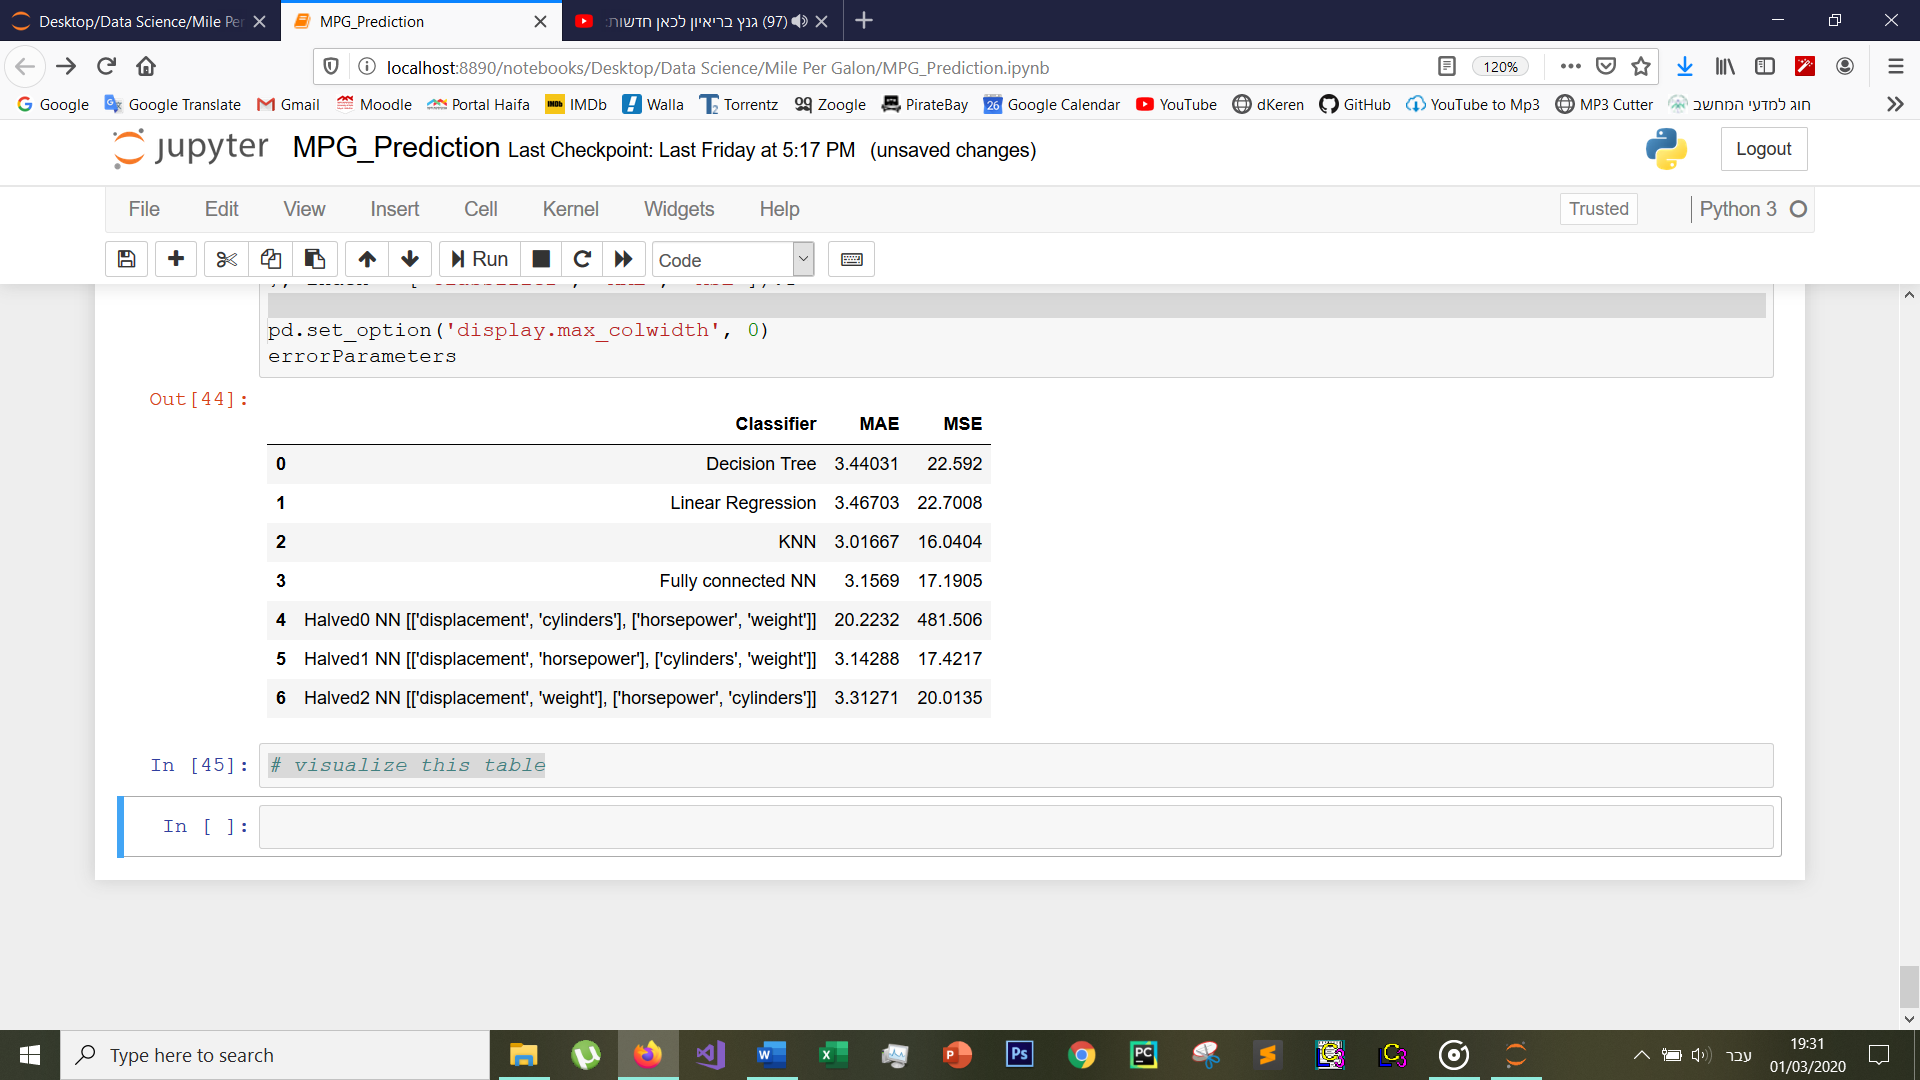 Desktop/Data Science/Mile Per
MPG_Prediction
(97) גנץ בריאיון לכאן חדשות:
localhost:8890/notebooks/Desktop/Data Science/Mile Per Galon/MPG_Prediction.ipynb
120%
Google
Google Translate
Gmail
Moodle
Portal Haifa
IMDb
Walla
Torrentz
Zoogle
PirateBay
26 Google Calendar
YouTube
dKeren
GitHub
YouTube to Mp3
MP3 Cutter
חוג למדעי המחשב
jupyter MPG_Prediction Last Checkpoint: Last Friday at 5:17 PM (unsaved changes)
Logout
File Edit View Insert Cell Kernel Widgets Help
Trusted
Python 3
Run
Code
pd.set_option('display.max_colwidth', 0)
errorParameters
Out[44]:
Classifier MAE MSE
0 Decision Tree 3.44031 22.592
1 Linear Regression 3.46703 22.7008
2 KNN 3.01667 16.0404
3 Fully connected NN 3.1569 17.1905
4 Halved0 NN [['displacement', 'cylinders'], ['horsepower', 'weight']] 20.2232 481.506
5 Halved1 NN [['displacement', 'horsepower'], ['cylinders', 'weight']] 3.14288 17.4217
6 Halved2 NN [['displacement', 'weight'], ['horsepower', 'cylinders']] 3.31271 20.0135
In [45]: # visualize this table
In [ ]:
Type here to search
עבר
19:31
01/03/2020